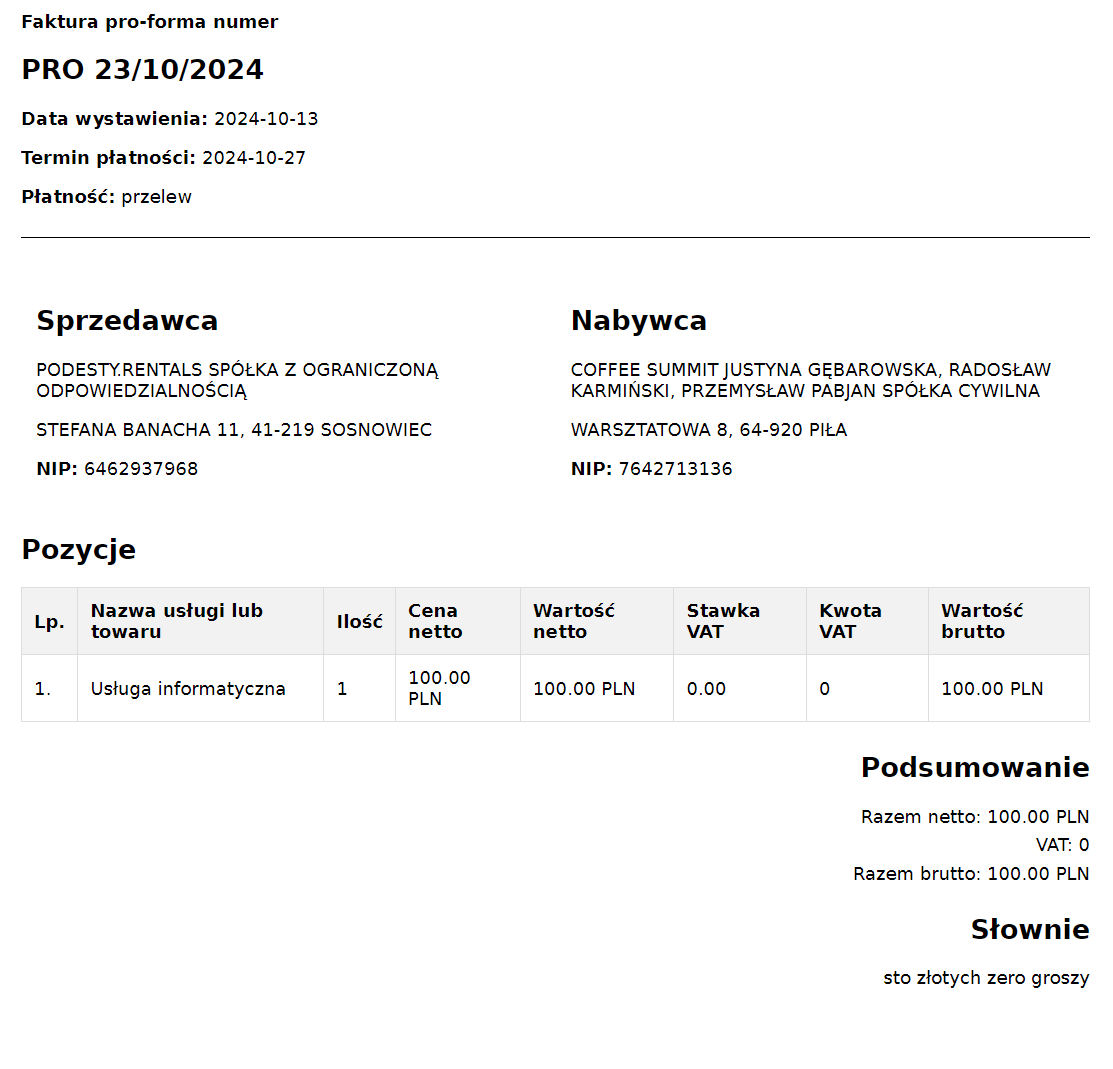 Faktura pro-forma numer
PRO 23/10/2024
Data wystawienia: 2024-10-13
Termin płatności: 2024-10-27
Płatność: przelew
Sprzedawca
PODESTY.RENTALS SPÓŁKA Z OGRANICZONĄ
ODPOWIEDZIALNOŚCIĄ
STEFANA BANACHA 11, 41-219 SOSNOWIEC
NIP: 6462937968
Nabywca
COFFEE SUMMIT JUSTYNA GĘBAROWSKA, RADOSŁAW
KARMIŃSKI, PRZEMYSŁAW PABJAN SPÓŁKA CYWILNA
WARSZTATOWA 8, 64-920 PIŁA
NIP: 7642713136
Pozycje
Lp. Nazwa usługi lub towaru Ilość Cena netto Wartość netto Stawka VAT Kwota VAT Wartość brutto
1. Usługa informatyczna 1 100.00 PLN 100.00 PLN 0.00 0 100.00 PLN
Podsumowanie
Razem netto: 100.00 PLN
VAT: 0
Razem brutto: 100.00 PLN
Słownie
sto złotych zero groszy